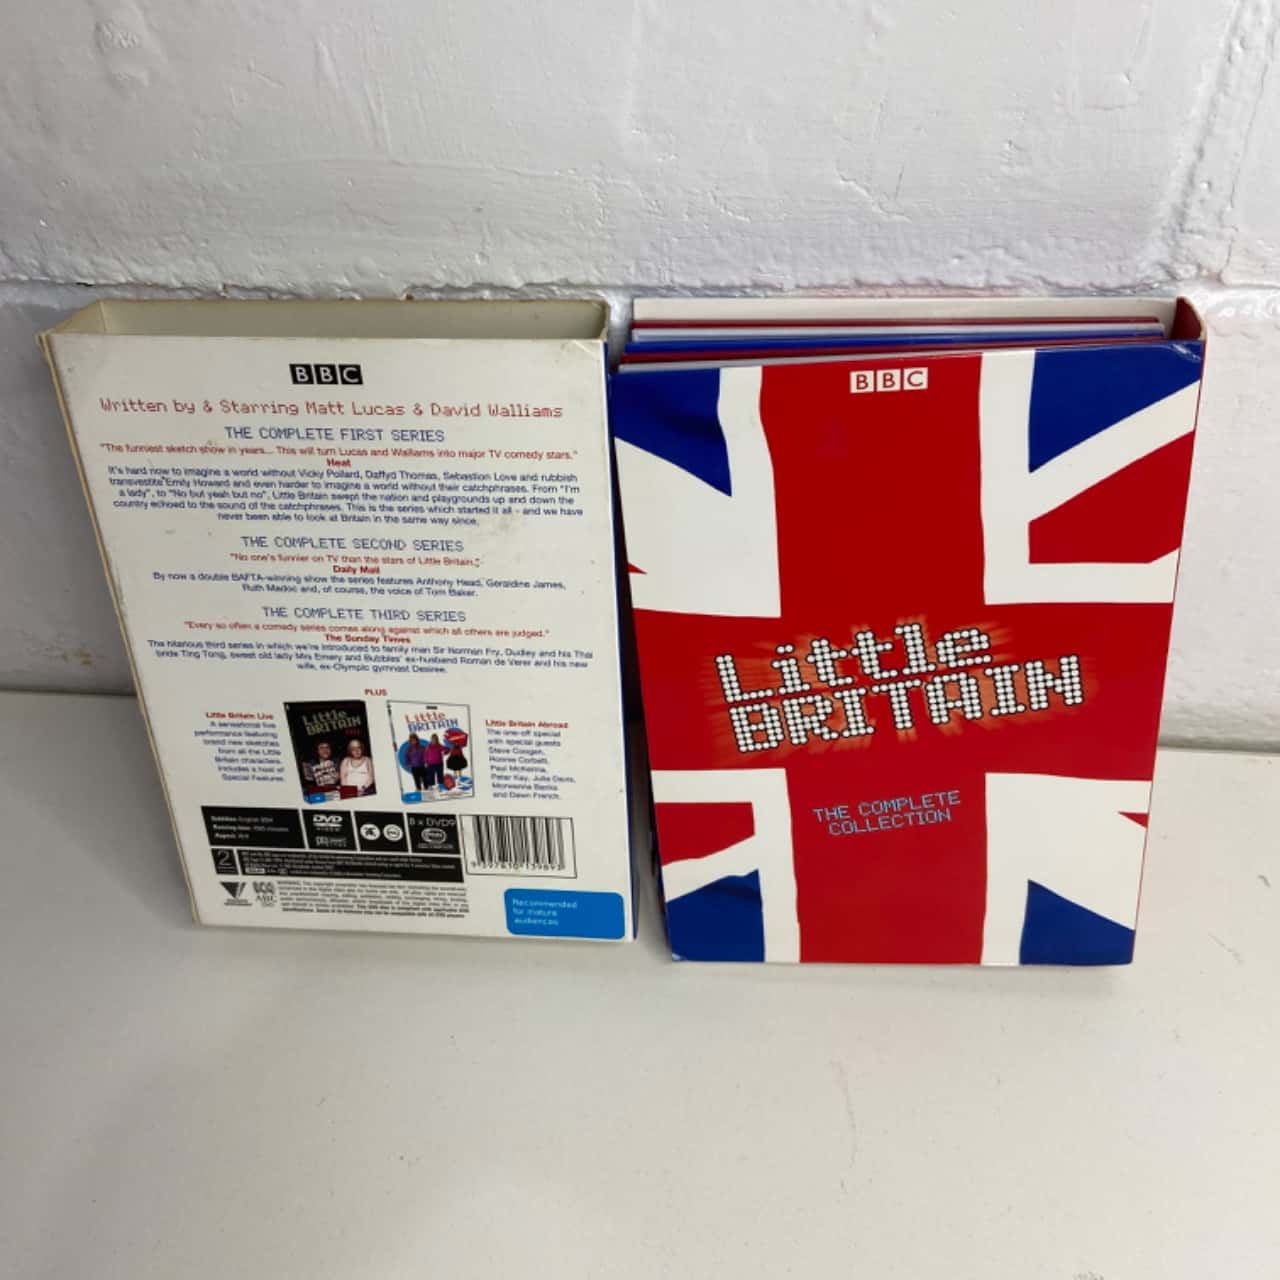 BBC
Written by & Starring Matt Lucas & David Walliams
THE COMPLETE FIRST SERIES
"The funniest sketch show in years... This will turn Lucas and Walliams into major TV comedy stars."
Heat
It's hard now to imagine a world without Vicky Pollard, Daffyd Thomas, Sebastian Love and rubbish
transvestite Emily Howard and even harder to imagine a world without their catchphrases. From "I'm
a lady", to "No but yeah but no", Little Britain swept the nation and playgrounds up and down the
country echoed to the sound of the catchphrases. This is the series which started it all - and we have
never been able to look at Britain in the same way since.
THE COMPLETE SECOND SERIES
"No one's funnier on TV than the stars of Little Britain."
Daily Mail
By now a double BAFTA-winning show the series features Anthony Head, Geraldine James,
Ruth Madoc and, of course, the voice of Tom Baker.
THE COMPLETE THIRD SERIES
"Every so often a comedy series comes along against which all others are judged."
The Sunday Times
The hilarious third series in which we're introduced to family man Sir Norman Fry, Dudley and his Thai
bride Ting Tong, sweet old lady Mrs Emery and Bubbles' ex-husband Roman de Vere and his new
wife, ex-Olympic gymnast Desiree.
PLUS
Little Britain Live
A sensational live
performance featuring
brand new sketches
from all the Little
Britain characters.
Includes a host of
Special Features.
Little
BRITAIN
LIVE
Little
BRITAIN
Little Britain Abroad
The one-off special
with special guests
Steve Coogan,
Ronnie Corbett,
Paul McKenna,
Peter Kay, Julia Davis,
Morwenna Banks
and Dawn French.
DVD
VIDEO
8 x DVD9
2
ABC
9 397810 139893
Recommended
for mature
audiences
BBC
Little
BRITAIN
THE COMPLETE
COLLECTION